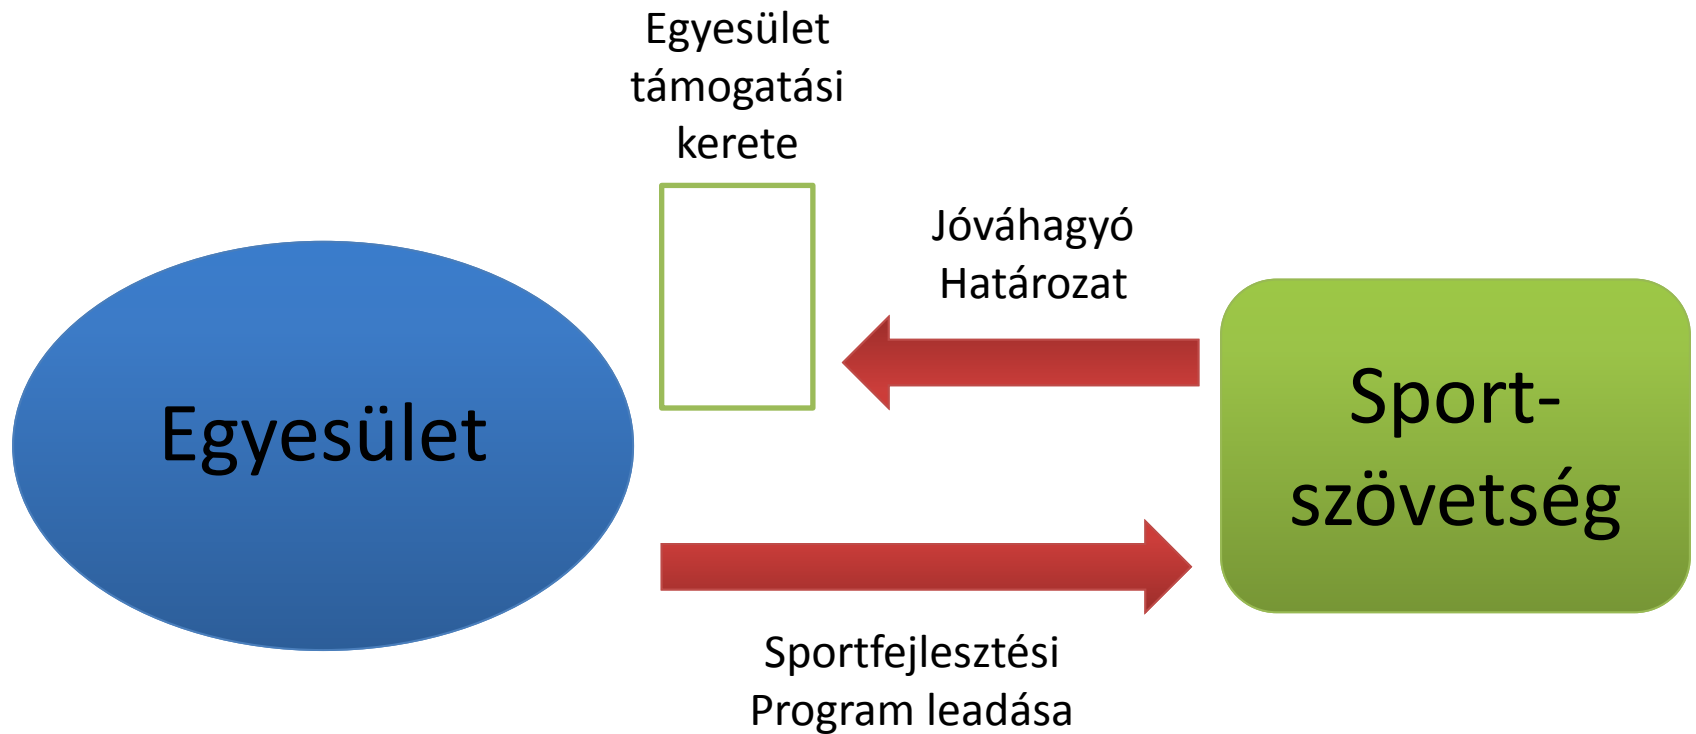 Egyesület
támogatási
kerete
Jóváhagyó
Határozat
Egyesület
Sport-
szövetség
Sportfejlesztési
Program leadása